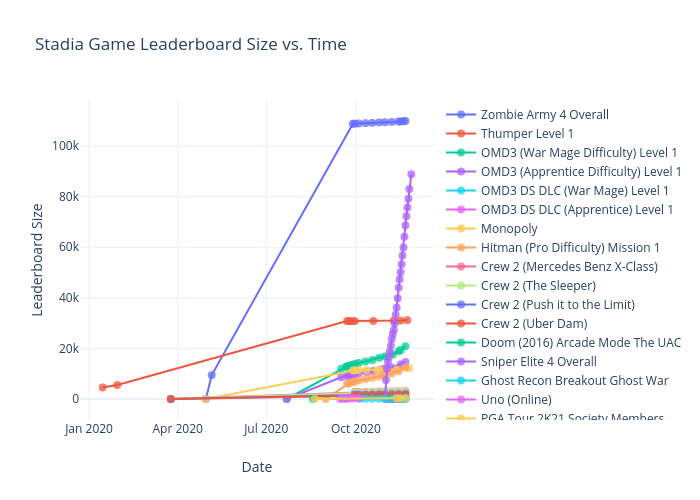 Stadia Game Leaderboard Size vs. Time
Leaderboard Size
100k
80k
60k
40k
20k
0
Jan 2020
Apr 2020
Jul 2020
Oct 2020
Date
Zombie Army 4 Overall
Thumper Level 1
OMD3 (War Mage Difficulty) Level 1
OMD3 (Apprentice Difficulty) Level 1
OMD3 DS DLC (War Mage) Level 1
OMD3 DS DLC (Apprentice) Level 1
Monopoly
Hitman (Pro Difficulty) Mission 1
Crew 2 (Mercedes Benz X-Class)
Crew 2 (The Sleeper)
Crew 2 (Push it to the Limit)
Crew 2 (Uber Dam)
Doom (2016) Arcade Mode The UAC
Sniper Elite 4 Overall
Ghost Recon Breakout Ghost War
Uno (Online)
PGA Tour 2K21 Society Members